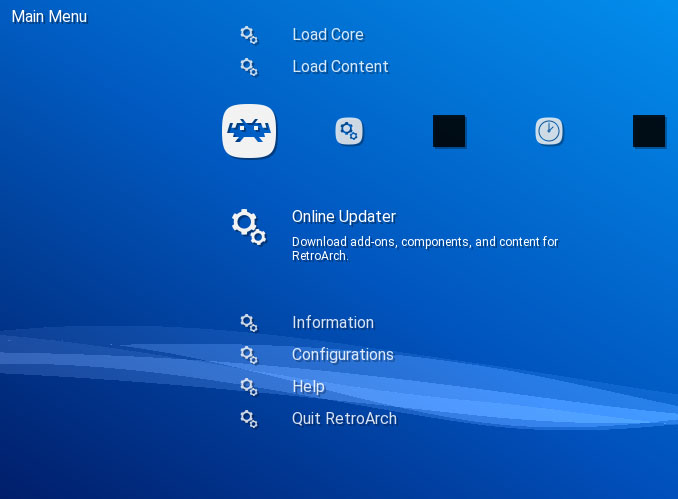 Main Menu
Load Core
Load Content
Online Updater
Download add-ons, components, and content for
RetroArch.
Information
Configurations
Help
Quit RetroArch